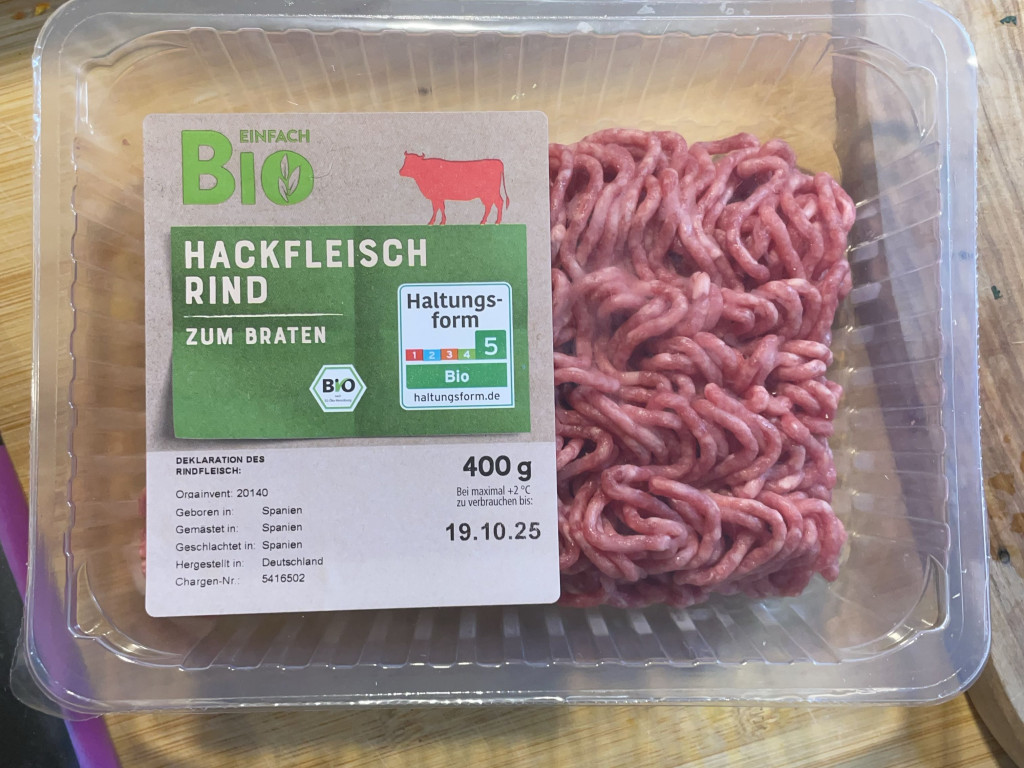 EINFACH
BIO
HACKFLEISCH
RIND
ZUM BRATEN
Haltungs-
form
1 2 3 4 5
Bio
haltungsform.de
BIO
DEKLARATION DES
RINDFLEISCH:
Orgainvent: 20140
Geboren in: Spanien
Gemästet in: Spanien
Geschlachtet in: Spanien
Hergestellt in: Deutschland
Chargen-Nr.: 5416502
400 g
Bei maximal +2 °C
zu verbrauchen bis:
19.10.25